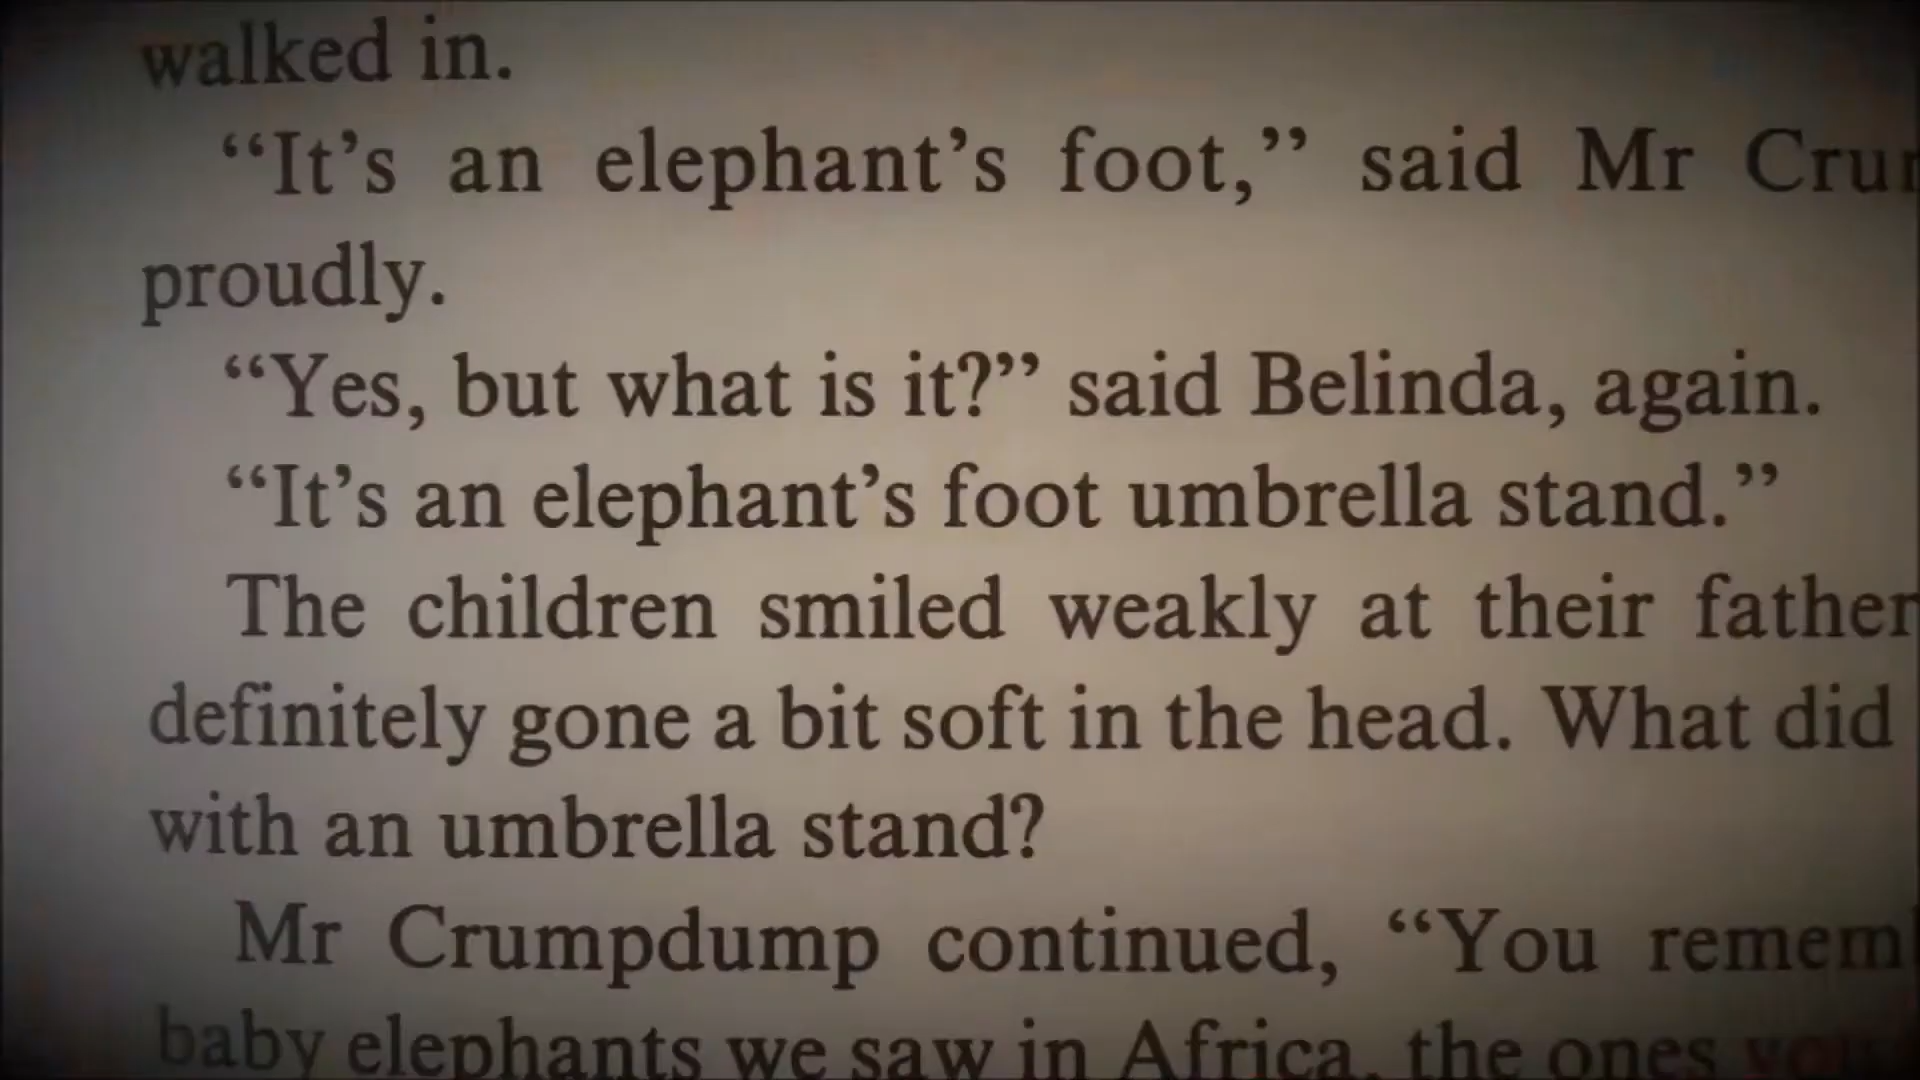 walked in.
“It’s an elephant’s foot,” said Mr
proudly.
“Yes, but what is it?” said Belinda, again.
“It’s an elephant’s foot umbrella stand.”
The children smiled weakly at their father
definitely gone a bit soft in the head. What did
with an umbrella stand?
Mr Crumpdump continued, “You
baby elephants we saw in Africa, the ones